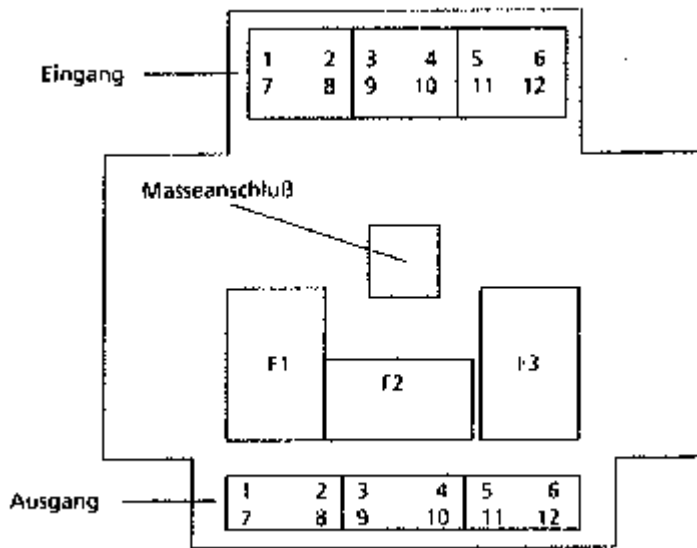 1 2 3 4 5 6
Eingang
7 8 9 10 11 12
Masseanschluß
F1 F2 F3
1 2 3 4 5 6
Ausgang
7 8 9 10 11 12